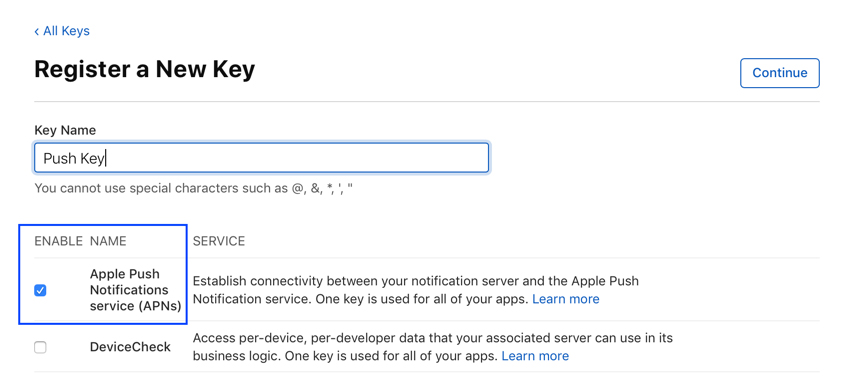 ‹ All Keys
Register a New Key
Continue
Key Name
Push Key
You cannot use special characters such as @, &, *, ', "
ENABLE NAME SERVICE
Apple Push
Notifications
service (APNs)
Establish connectivity between your notification server and the Apple Push
Notification service. One key is used for all of your apps. Learn more
DeviceCheck
Access per-device, per-developer data that your associated server can use in its
business logic. One key is used for all of your apps. Learn more